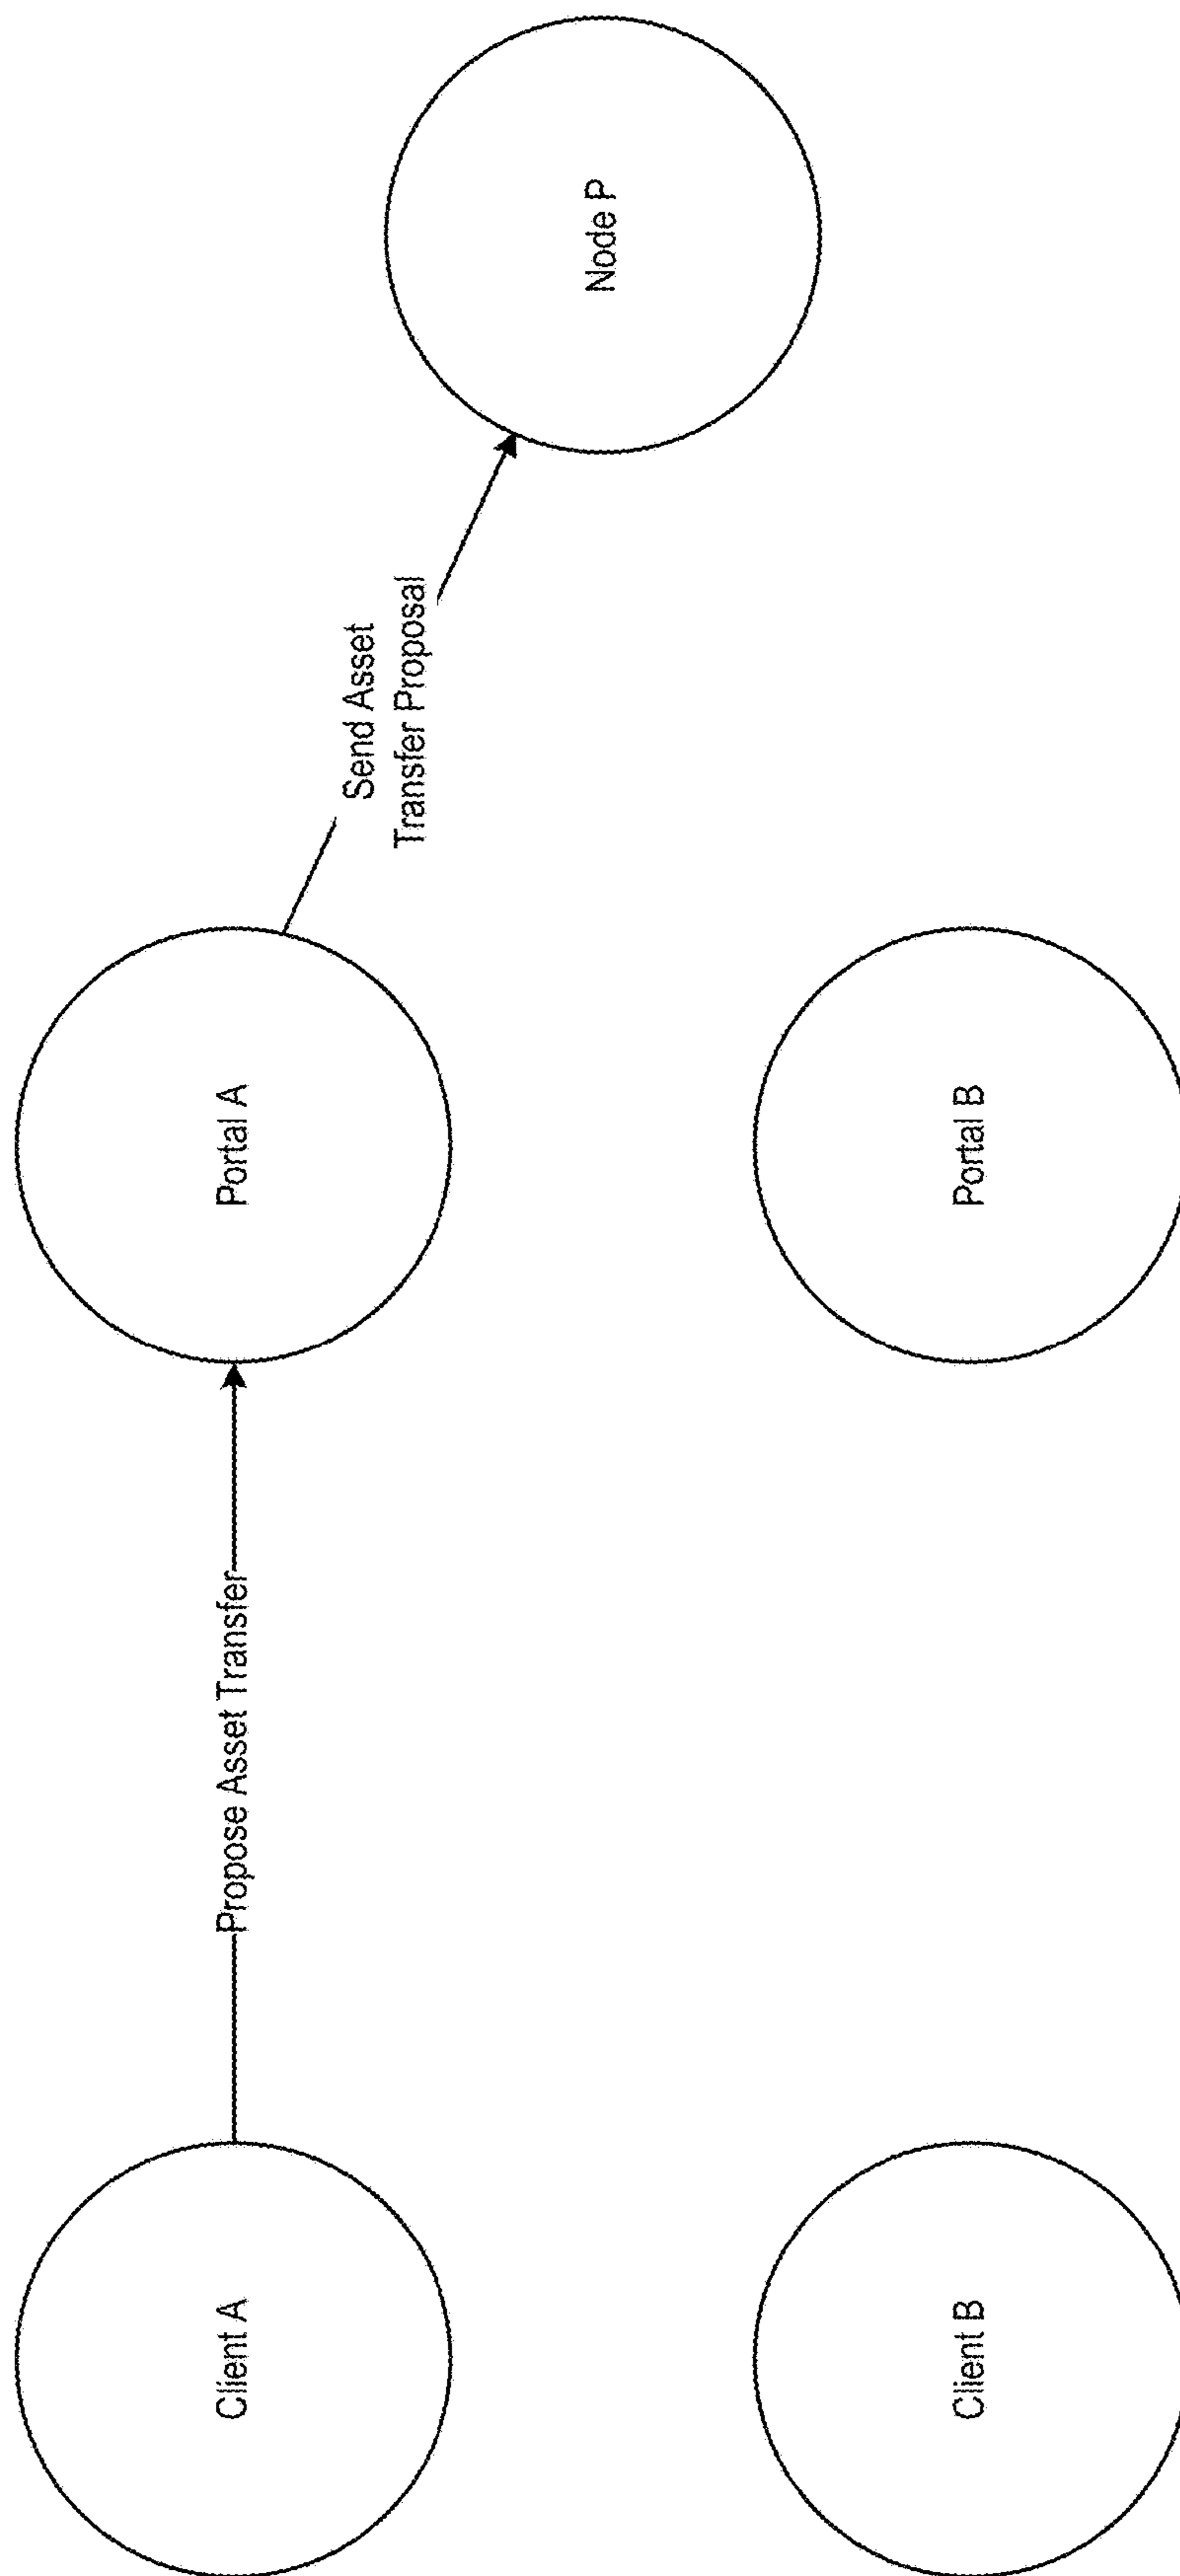 Client A
Propose Asset Transfer
Portal A
Send Asset
Transfer Proposal
Node P
Client B
Portal B